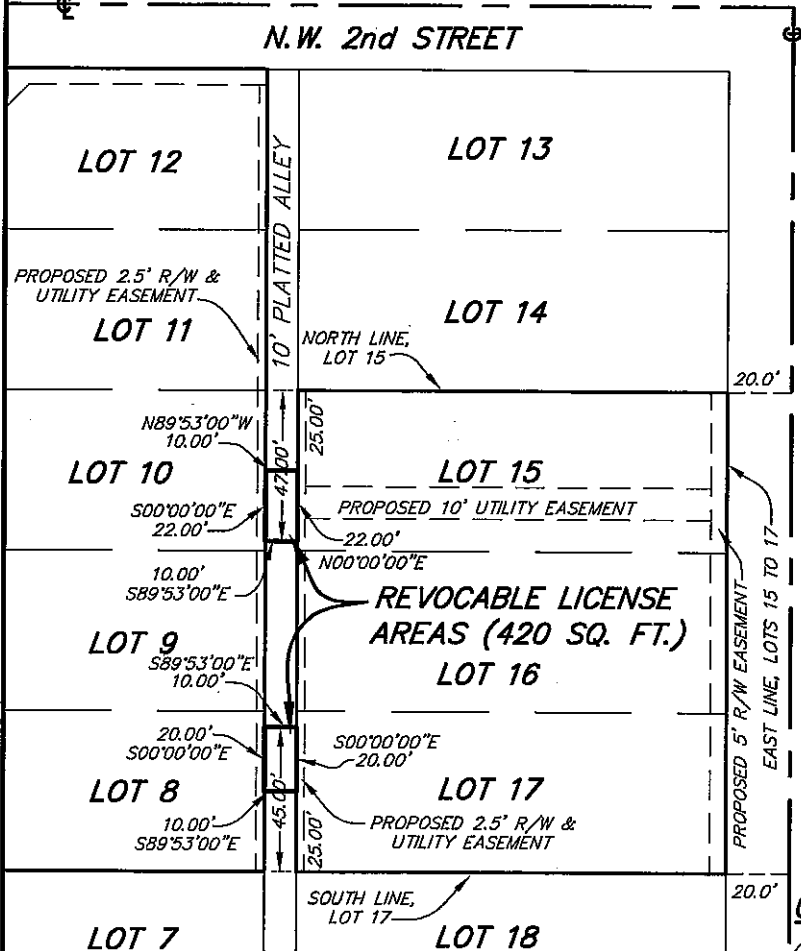 N.W. 2nd STREET
LOT 12
10' PLATTED ALLEY
LOT 13
PROPOSED 2.5' R/W &
UTILITY EASEMENT
LOT 11
LOT 14
NORTH LINE,
LOT 15
20.0'
N89°53'00"W
10.00'
47.00'
25.00'
LOT 10
LOT 15
S00°00'00"E
22.00'
PROPOSED 10' UTILITY EASEMENT
22.00'
N00°00'00"E
10.00'
S89°53'00"E
REVOCABLE LICENSE
AREAS (420 SQ. FT.)
LOT 9
LOT 16
S89°53'00"E
10.00'
PROPOSED 5' R/W EASEMENT
EAST LINE, LOTS 15 TO 17
20.00'
S00°00'00"E
S00°00'00"E
20.00'
LOT 8
LOT 17
45.00'
25.00'
10.00'
S89°53'00"E
PROPOSED 2.5' R/W &
UTILITY EASEMENT
SOUTH LINE,
LOT 17
20.0'
LOT 7
LOT 18